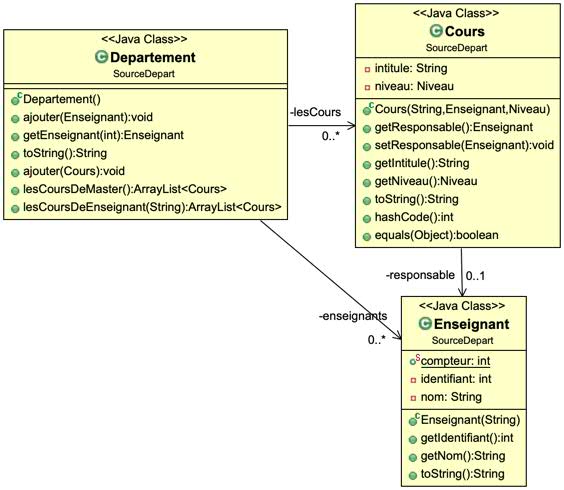 <<Java Class>>
Departement
SourceDepart
Departement()
ajouter(Enseignant):void
getEnseignant(int):Enseignant
toString():String
ajouter(Cours):void
lesCoursDeMaster():ArrayList<Cours>
lesCoursDeEnseignant(String):ArrayList<Cours>
-lesCours
0..*
<<Java Class>>
Cours
SourceDepart
intitule: String
niveau: Niveau
Cours(String,Enseignant,Niveau)
getResponsable():Enseignant
setResponsable(Enseignant):void
getIntitule():String
getNiveau():Niveau
toString():String
hashCode():int
equals(Object):boolean
-responsable
0..1
-enseignants
0..*
<<Java Class>>
Enseignant
SourceDepart
compteur: int
identifiant: int
nom: String
Enseignant(String)
getIdentifiant():int
getNom():String
toString():String